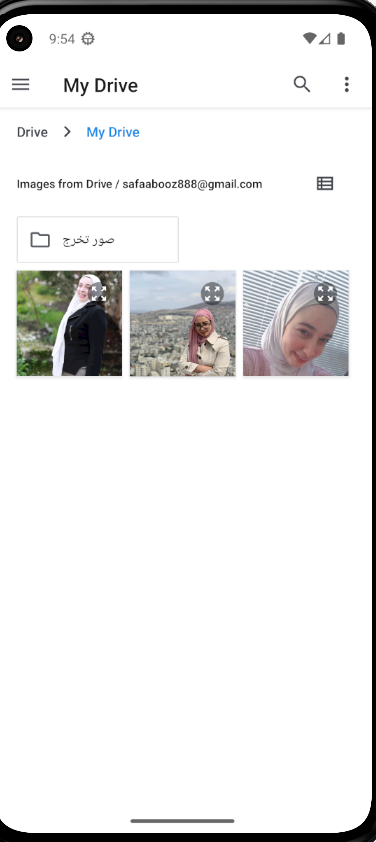 9:54
My Drive
Drive > My Drive
Images from Drive / safaabooz888@gmail.com
صور تخرج